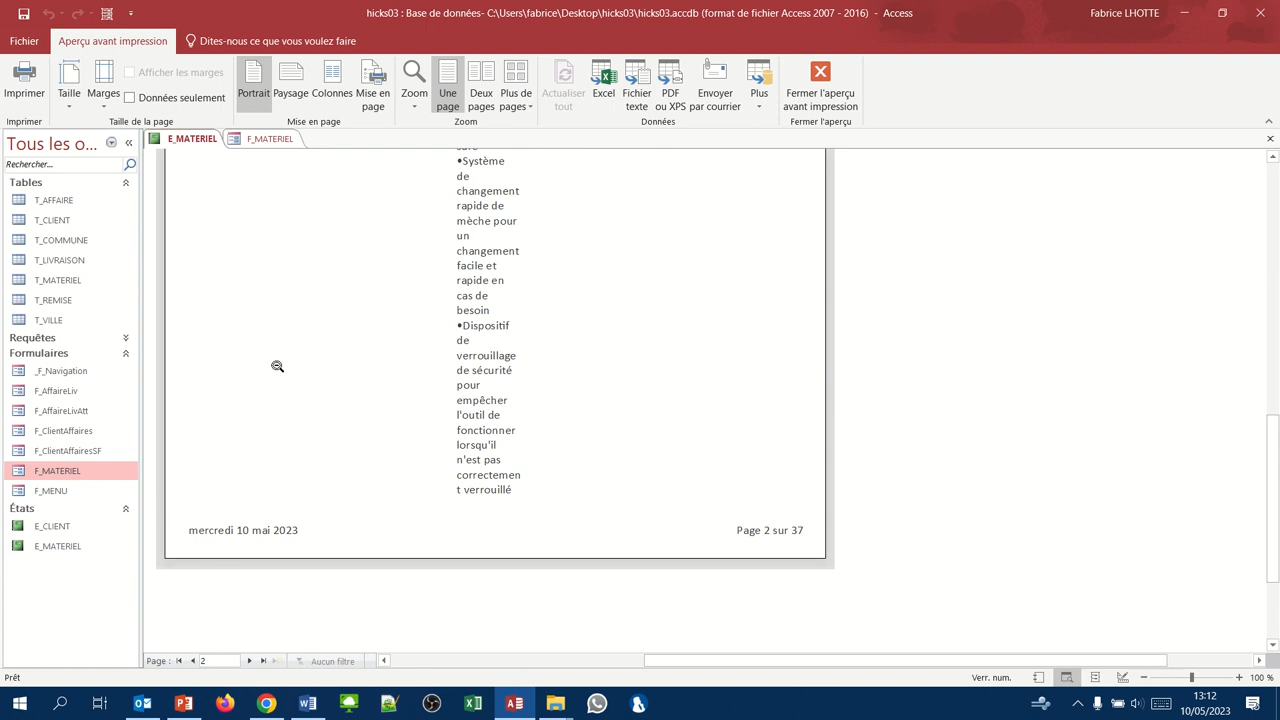 hicks03 : Base de données- C:\Users\fabrice\Desktop\hicks03\hicks03.accdb (format de fichier Access 2007 - 2016) - Access
Fabrice LHOTTE
Fichier
Aperçu avant impression
Dites-nous ce que vous voulez faire
Imprimer
Taille
Marges
Afficher les marges
Données seulement
Portrait
Paysage
Colonnes
Mise en page
Zoom
Une page
Deux pages
Plus de pages
Actualiser tout
Excel
Fichier texte
PDF ou XPS
Envoyer par courrier
Plus
Fermer l'aperçu avant impression
Imprimer
Taille de la page
Mise en page
Zoom
Données
Fermer l'aperçu
Tous les o...
Rechercher...
Tables
T_AFFAIRE
T_CLIENT
T_COMMUNE
T_LIVRAISON
T_MATERIEL
T_REMISE
T_VILLE
Requêtes
Formulaires
_F_Navigation
F_AffaireLiv
F_AffaireLivAtt
F_ClientAffaires
F_ClientAffairesSF
F_MATERIEL
F_MENU
États
E_CLIENT
E_MATERIEL
E_MATERIEL
F_MATERIEL
•Système
de
changement
rapide de
mèche pour
un
changement
facile et
rapide en
cas de
besoin
•Dispositif
de
verrouillage
de sécurité
pour
empêcher
l'outil de
fonctionner
lorsqu'il
n'est pas
correctemen
t verrouillé
mercredi 10 mai 2023
Page 2 sur 37
Page : 2
Aucun filtre
Prêt
Verr. num.
100 %
13:12
10/05/2023